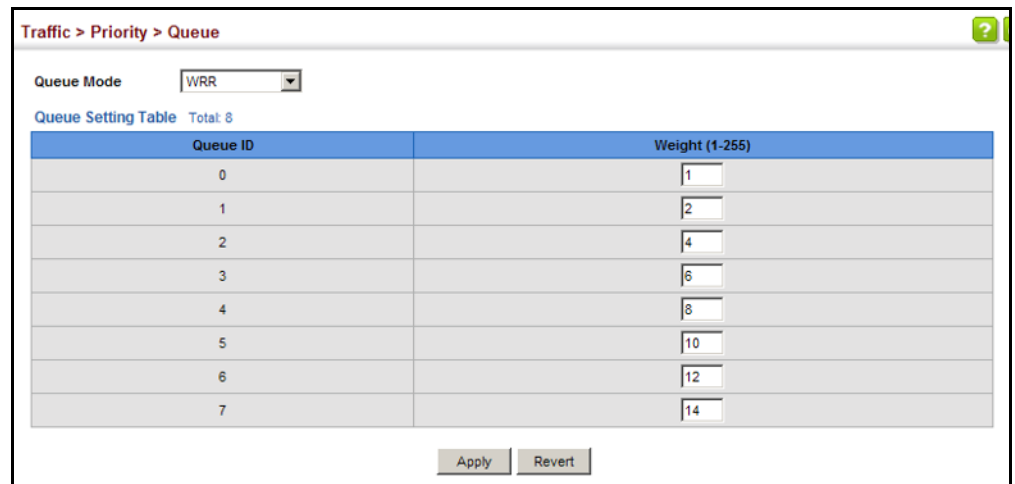 Traffic > Priority > Queue
?
Queue Mode WRR
Queue Setting Table Total: 8
Queue ID Weight (1-255)
0 1
1 2
2 4
3 6
4 8
5 10
6 12
7 14
Apply Revert